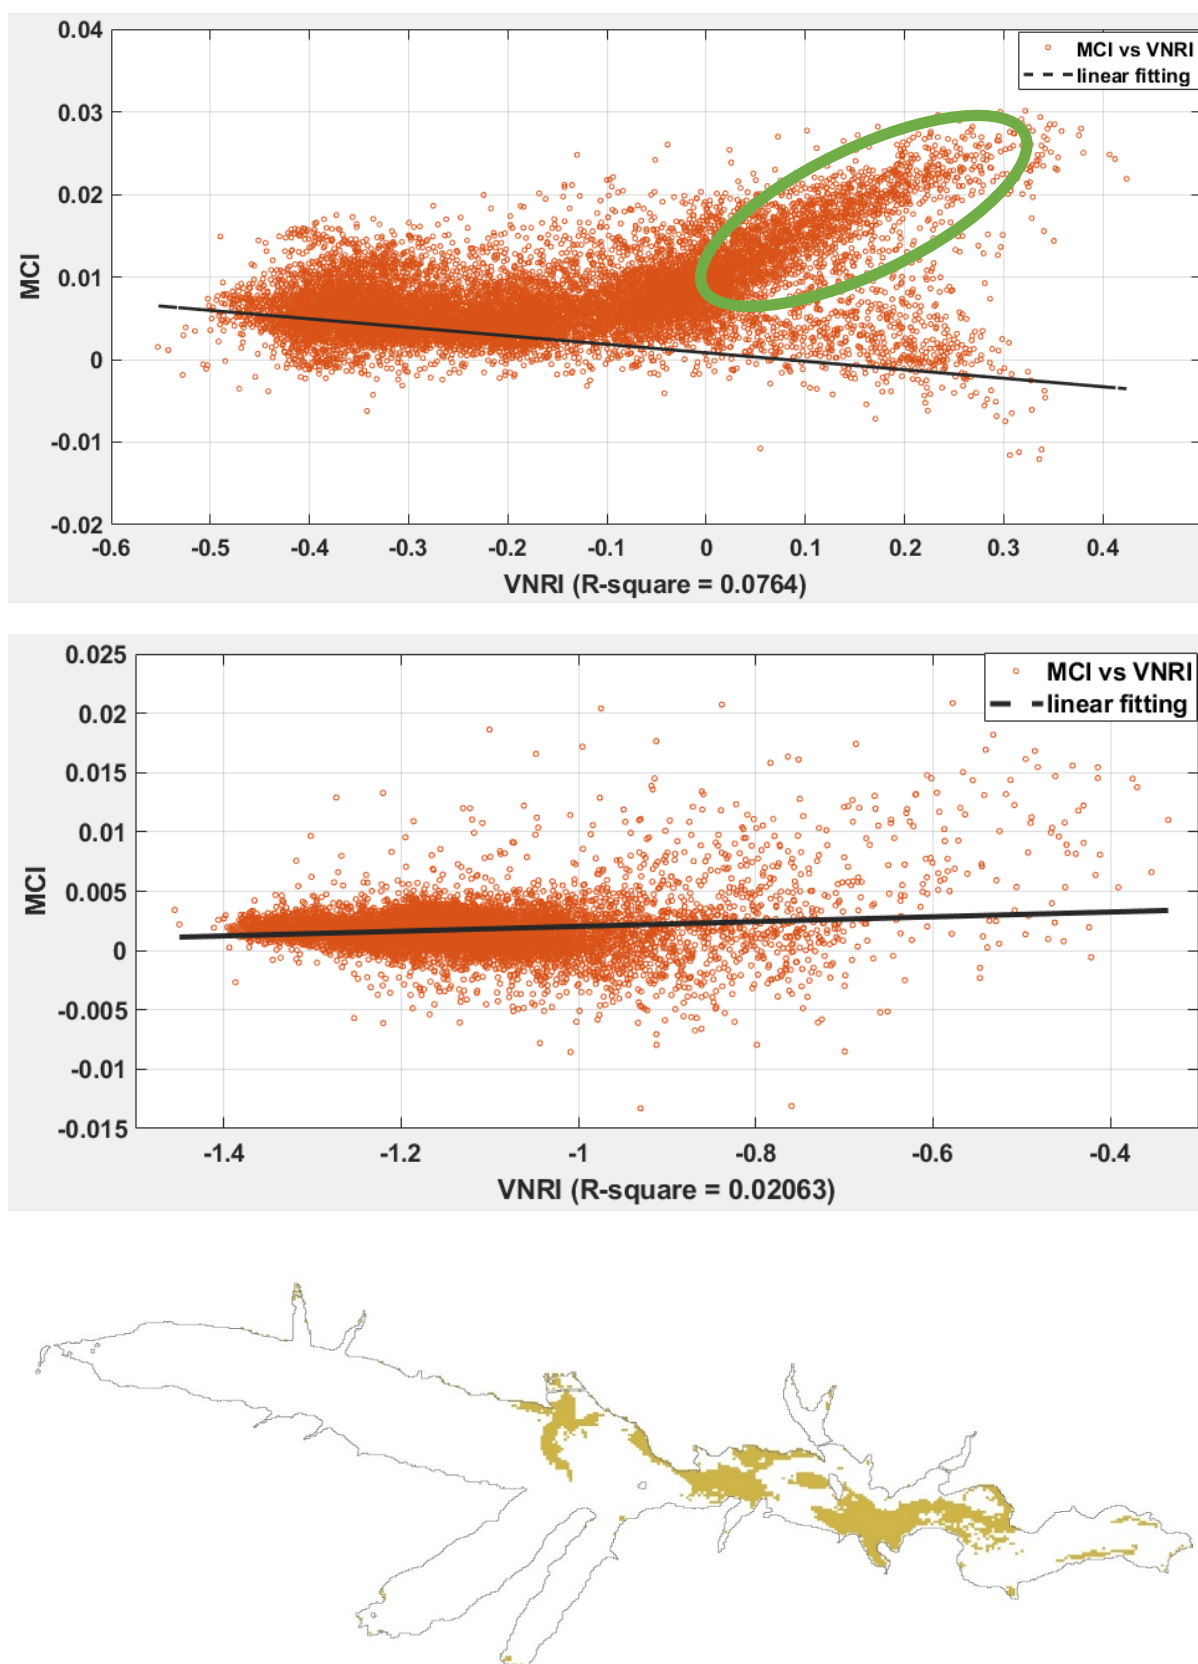 0.04
0.03
0.02
0.01
0
-0.01
-0.02
MCI
MCI vs VNRI
linear fitting
-0.6 -0.5 -0.4 -0.3 -0.2 -0.1 0 0.1 0.2 0.3 0.4
VNRI (R-square = 0.0764)
0.025
0.02
0.015
0.01
0.005
0
-0.005
-0.01
-0.015
MCI
MCI vs VNRI
linear fitting
-1.4 -1.2 -1 -0.8 -0.6 -0.4
VNRI (R-square = 0.02063)